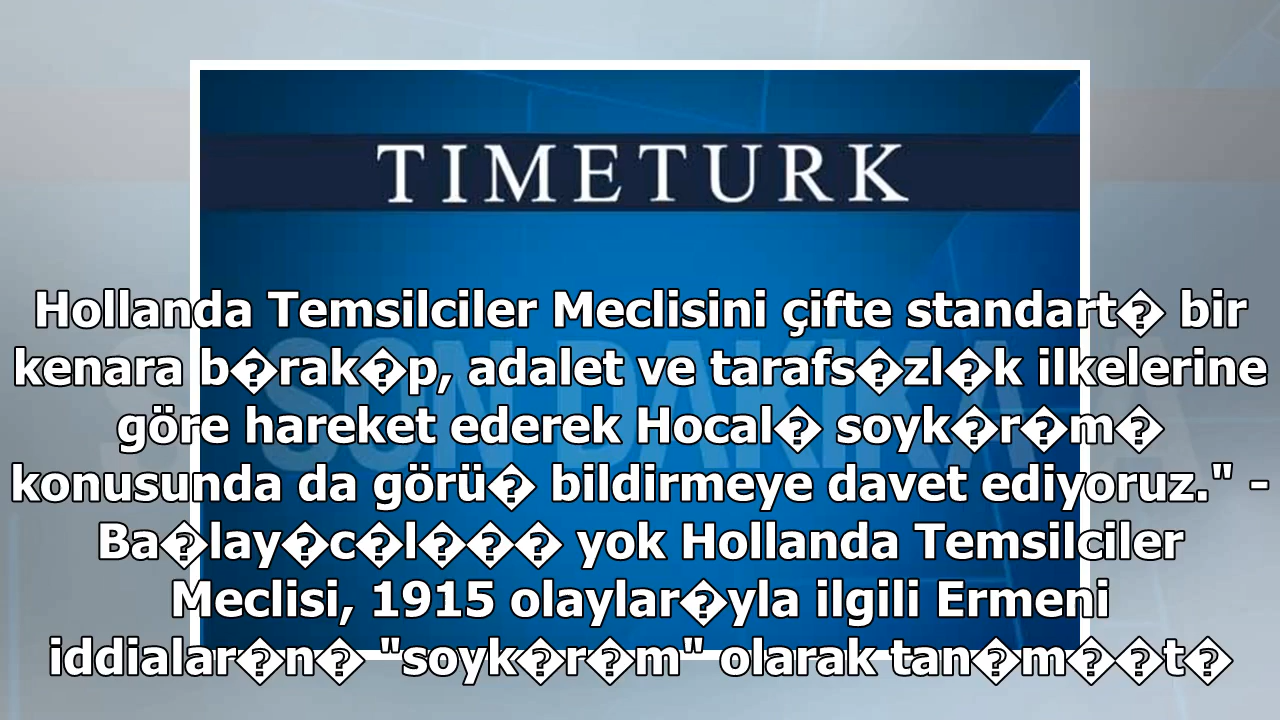 TIMETURK
Hollanda Temsilciler Meclisini çifte standart� bir
kenara b�rak�p, adalet ve tarafs�zl�k ilkelerine
göre hareket ederek Hocal� soyk�r�m�
konusunda da görü� bildirmeye davet ediyoruz." -
Ba�lay�c�l��� yok Hollanda Temsilciler
Meclisi, 1915 olaylar�yla ilgili Ermeni
iddialar�n� "soyk�r�m" olarak tan�m��t�
SON DAKIKA